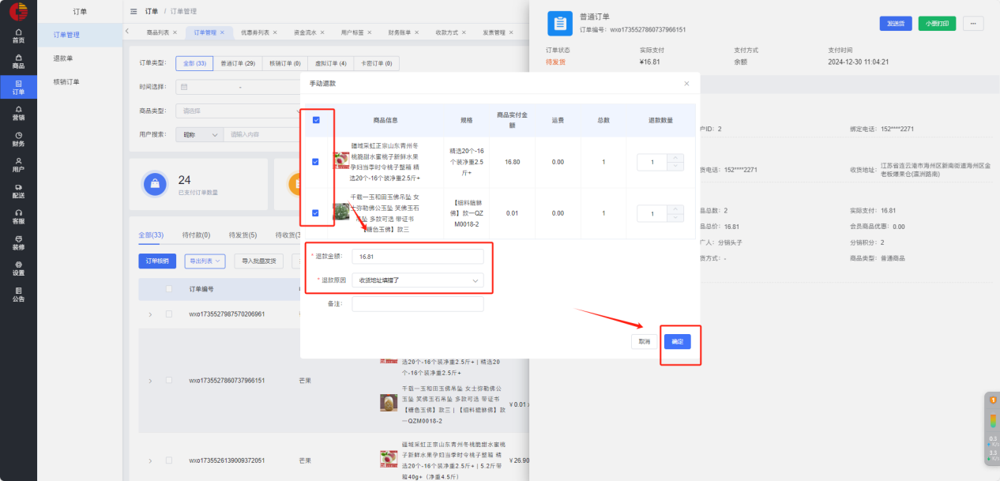 首页
商品
订单
营销
财务
用户
配送
客服
装修
设置
公告
订单
订单管理
退款单
核销订单
订单 / 订单管理
商品列表 × 订单管理 × 优惠券列表 × 资金流水 × 用户标签 × 财务账单 × 收款方式 × 发票管理 ×
订单类型: 全部 (33) 普通订单 (29) 核销订单 (0) 虚拟订单 (4) 卡密订单 (0)
时间选择: -
商品类型: 请选择
用户搜索: 昵称 请输入内容
24
已支付订单数量
全部(33) 待付款(0) 待发货(5) 待收货(3
订单核销 导出列表 导入批量发货
订单编号
wxo1735527987570206961
wxo1735527860737966151 芒果
选20个-16个装净重2.5斤+ | 精选20
个-16个装净重2.5斤+
千载一玉和田玉佛吊坠 女士弥勒佛公
玉坠 笑佛玉石吊坠 多款可选 带证书
【糖色玉佛】款三 | 【细料貔貅佛】款
一QZM0018-2
¥ 0.01 x
wxo1735526139009372051 芒果
疆域采虹正宗山东青州冬桃脆甜水蜜桃
子新鲜水果孕妇当季时令桃子整箱 精
选20个-16个装净重2.5斤+ | 5.2斤带
箱40g+（净重4.5斤）
¥ 26.90
手动退款 ×
商品信息 规格 商品实付金额 运费 总数 退款数量
疆域采虹正宗山东青州冬
桃脆甜水蜜桃子新鲜水果
孕妇当季时令桃子整箱 精
选20个-16个装净重2.5斤+
精选20个-16
个装净重2.5
斤+
16.80 0.00 1 1
千载一玉和田玉佛吊坠 女
士弥勒佛公玉坠 笑佛玉石
吊坠 多款可选 带证书
【糖色玉佛】款三
【细料貔貅
佛】款一QZ
M0018-2
0.01 0.00 1 1
* 退款金额: 16.81
* 退款原因 收货地址填错了
备注:
取消 确定
普通订单
订单编号: wxo1735527860737966151
发送货 小票打印 ...
订单状态 实际支付 支付方式 支付时间
待发货 ¥16.81 余额 2024-12-30 11:04:21
户ID: 2 绑定电话: 152****2271
货电话: 152****2271 收货地址: 江苏省连云港市海州区新南街道海州区金
品总数: 2 实际支付: 16.81
品总价: 16.81 会员商品优惠: 0.00
广人: 分销头子 分销积分: 2
货方式: - 商品类型: 普通商品